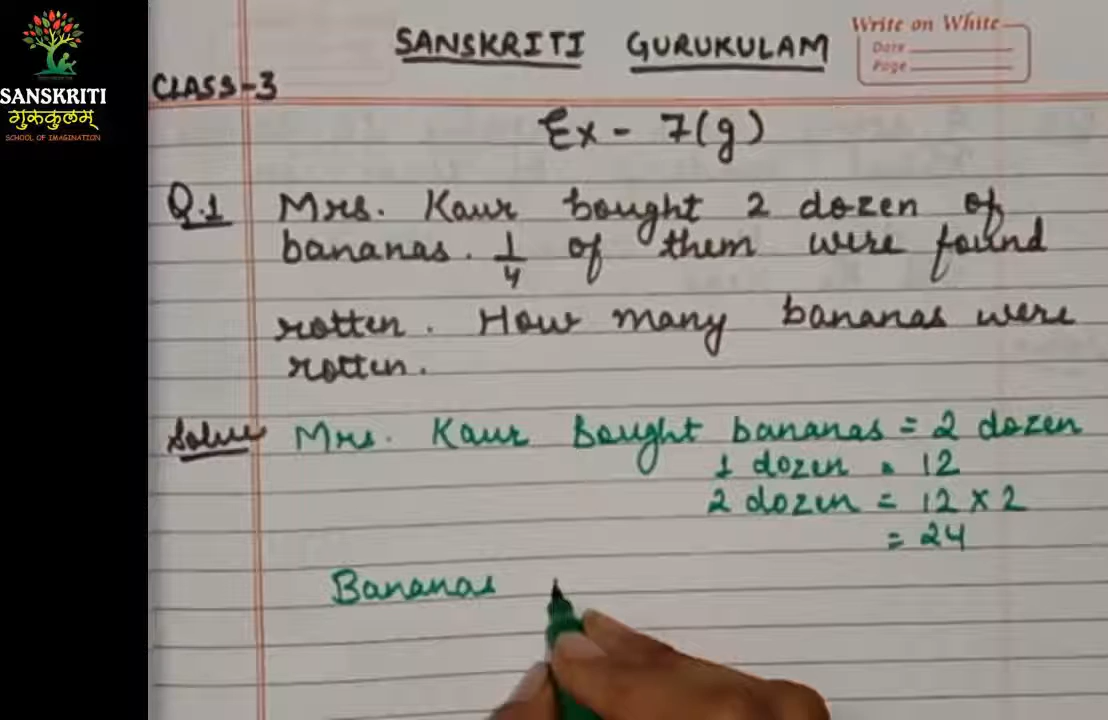 SANSKRITI
गुरुकुलम्
SCHOOL OF IMAGINATION
Write on White
Date
Page
SANSKRITI GURUKULAM
CLASS-3
Ex - 7(g)
Q.1 Mrs. Kaur bought 2 dozen of
bananas. 1/4 of them were found
rotten. How many bananas were
rotten.
Solve Mrs. Kaur Bought bananas = 2 dozen
1 dozen = 12
2 dozen = 12 x 2
= 24
Bananas